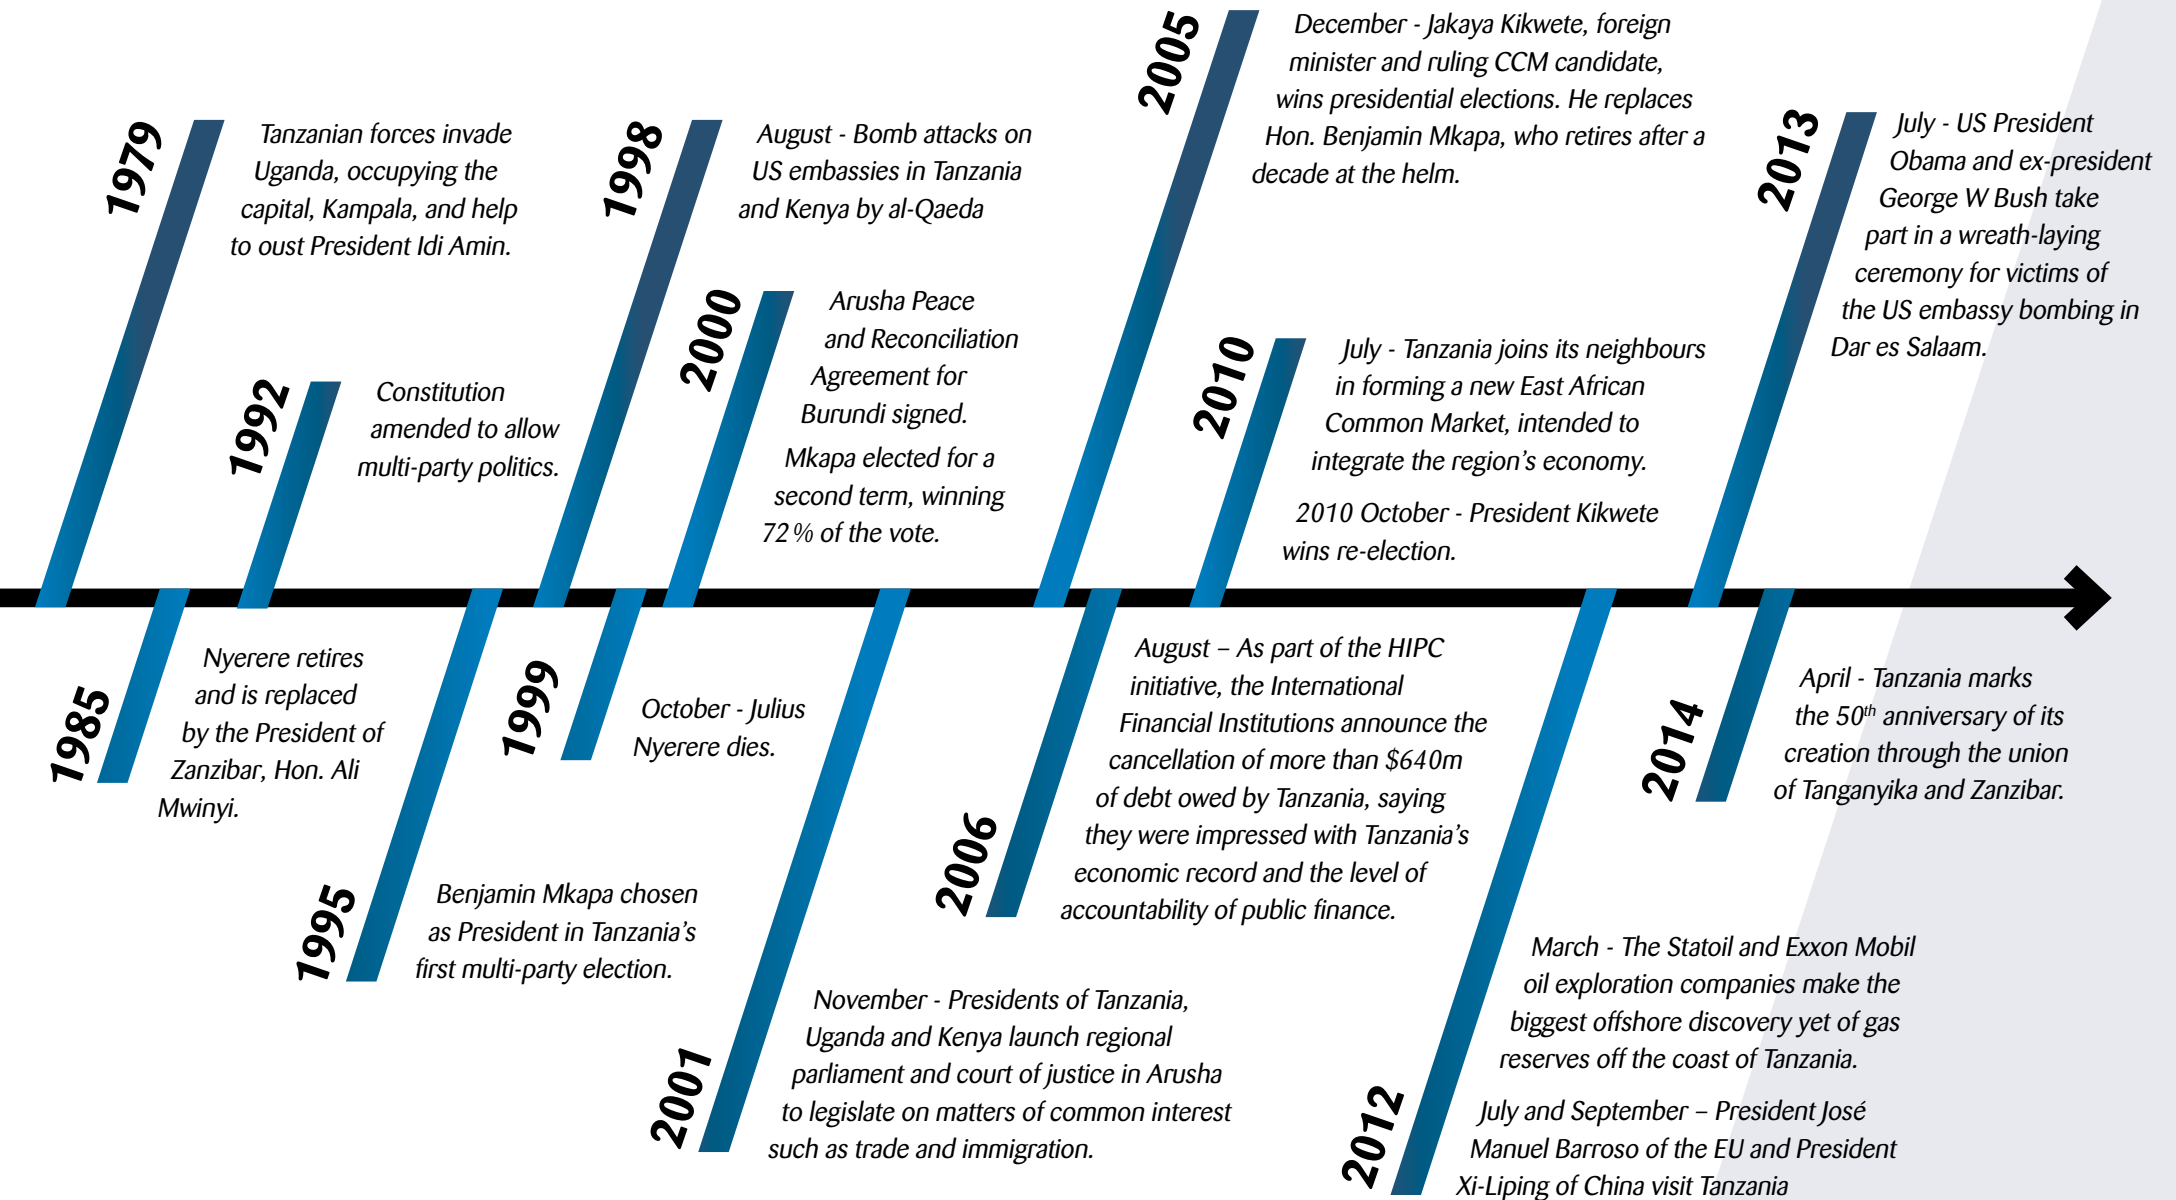 1979
Tanzanian forces invade
Uganda, occupying the
capital, Kampala, and help
to oust President Idi Amin.
1985
Nyerere retires
and is replaced
by the President of
Zanzibar, Hon. Ali
Mwinyi.
1992
Constitution
amended to allow
multi-party politics.
1995
Benjamin Mkapa chosen
as President in Tanzania's
first multi-party election.
1998
August - Bomb attacks on
US embassies in Tanzania
and Kenya by al-Qaeda
1999
October - Julius
Nyerere dies.
2000
Arusha Peace
and Reconciliation
Agreement for
Burundi signed.
Mkapa elected for a
second term, winning
72% of the vote.
2001
November - Presidents of Tanzania,
Uganda and Kenya launch regional
parliament and court of justice in Arusha
to legislate on matters of common interest
such as trade and immigration.
2005
December - Jakaya Kikwete, foreign
minister and ruling CCM candidate,
wins presidential elections. He replaces
Hon. Benjamin Mkapa, who retires after a
decade at the helm.
2006
August – As part of the HIPC
initiative, the International
Financial Institutions announce the
cancellation of more than $640m
of debt owed by Tanzania, saying
they were impressed with Tanzania's
economic record and the level of
accountability of public finance.
2010
July - Tanzania joins its neighbours
in forming a new East African
Common Market, intended to
integrate the region's economy.
2010 October - President Kikwete
wins re-election.
2012
March - The Statoil and Exxon Mobil
oil exploration companies make the
biggest offshore discovery yet of gas
reserves off the coast of Tanzania.
July and September – President José
Manuel Barroso of the EU and President
Xi-Liping of China visit Tanzania
2013
July - US President
Obama and ex-president
George W Bush take
part in a wreath-laying
ceremony for victims of
the US embassy bombing in
Dar es Salaam.
2014
April - Tanzania marks
the 50th anniversary of its
creation through the union
of Tanganyika and Zanzibar.